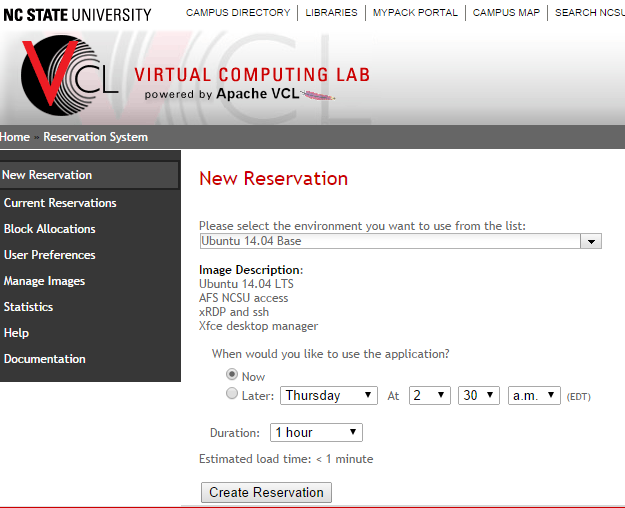 NC STATE UNIVERSITY
CAMPUS DIRECTORY LIBRARIES MYPACK PORTAL CAMPUS MAP SEARCH NCSU
VCL
VIRTUAL COMPUTING LAB
powered by Apache VCL
Home » Reservation System
New Reservation
Current Reservations
Block Allocations
User Preferences
Manage Images
Statistics
Help
Documentation
New Reservation
Please select the environment you want to use from the list:
Ubuntu 14.04 Base
Image Description:
Ubuntu 14.04 LTS
AFS NCSU access
xRDP and ssh
Xfce desktop manager
When would you like to use the application?
Now
Later: Thursday At 2 30 a.m. (EDT)
Duration: 1 hour
Estimated load time: < 1 minute
Create Reservation